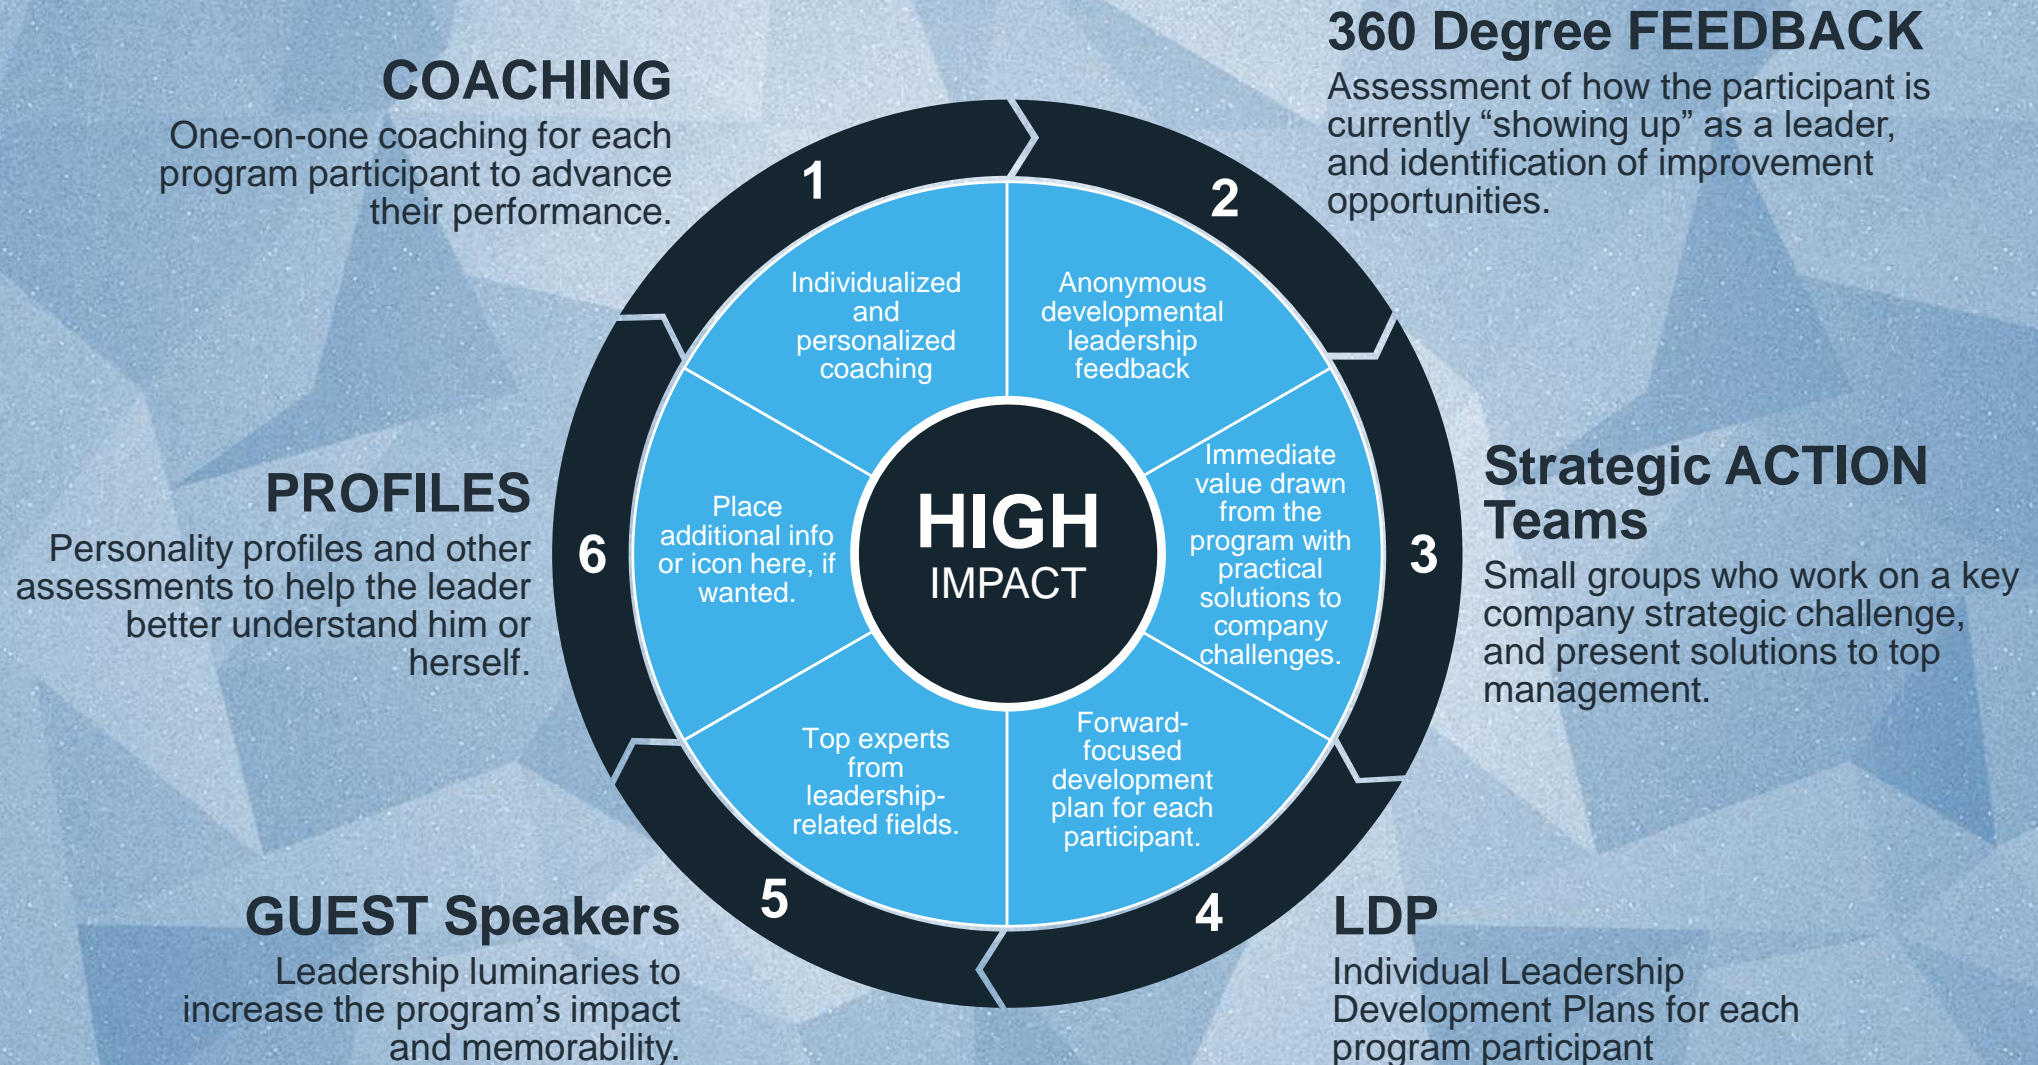 COACHING
One-on-one coaching for each
program participant to advance
their performance.
1
Individualized
and
personalized
coaching
360 Degree FEEDBACK
Assessment of how the participant is
currently “showing up” as a leader,
and identification of improvement
opportunities.
2
Anonymous
developmental
leadership
feedback
Strategic ACTION
Teams
Small groups who work on a key
company strategic challenge,
and present solutions to top
management.
3
Immediate
value drawn
from the
program with
practical
solutions to
company
challenges.
LDP
Individual Leadership
Development Plans for each
program participant
4
Forward-
focused
development
plan for each
participant.
GUEST Speakers
Leadership luminaries to
increase the program’s impact
and memorability.
5
Top experts
from
leadership-
related fields.
PROFILES
Personality profiles and other
assessments to help the leader
better understand him or
herself.
6
Place
additional info
or icon here, if
wanted.
HIGH
IMPACT